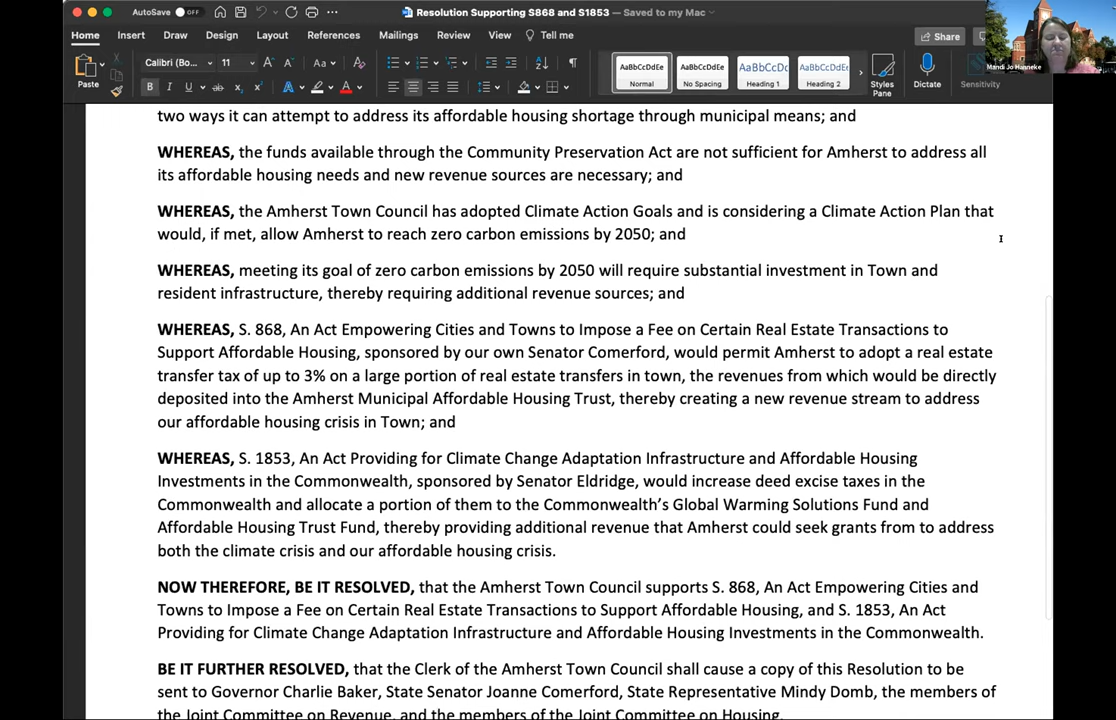 AutoSave OFF
Resolution Supporting S868 and S1853 — Saved to my Mac
Mandi Jo Hanneke
Home Insert Draw Design Layout References Mailings Review View Tell me Share
Paste
Calibri (Bo... 11
AaBbCcDdEe AaBbCcDdEe AaBbCcDc AaBbCcDdEe
Normal No Spacing Heading 1 Heading 2
Styles Pane
Dictate
Sensitivity
two ways it can attempt to address its affordable housing shortage through municipal means; and
WHEREAS, the funds available through the Community Preservation Act are not sufficient for Amherst to address all
its affordable housing needs and new revenue sources are necessary; and
WHEREAS, the Amherst Town Council has adopted Climate Action Goals and is considering a Climate Action Plan that
would, if met, allow Amherst to reach zero carbon emissions by 2050; and
WHEREAS, meeting its goal of zero carbon emissions by 2050 will require substantial investment in Town and
resident infrastructure, thereby requiring additional revenue sources; and
WHEREAS, S. 868, An Act Empowering Cities and Towns to Impose a Fee on Certain Real Estate Transactions to
Support Affordable Housing, sponsored by our own Senator Comerford, would permit Amherst to adopt a real estate
transfer tax of up to 3% on a large portion of real estate transfers in town, the revenues from which would be directly
deposited into the Amherst Municipal Affordable Housing Trust, thereby creating a new revenue stream to address
our affordable housing crisis in Town; and
WHEREAS, S. 1853, An Act Providing for Climate Change Adaptation Infrastructure and Affordable Housing
Investments in the Commonwealth, sponsored by Senator Eldridge, would increase deed excise taxes in the
Commonwealth and allocate a portion of them to the Commonwealth's Global Warming Solutions Fund and
Affordable Housing Trust Fund, thereby providing additional revenue that Amherst could seek grants from to address
both the climate crisis and our affordable housing crisis.
NOW THEREFORE, BE IT RESOLVED, that the Amherst Town Council supports S. 868, An Act Empowering Cities and
Towns to Impose a Fee on Certain Real Estate Transactions to Support Affordable Housing, and S. 1853, An Act
Providing for Climate Change Adaptation Infrastructure and Affordable Housing Investments in the Commonwealth.
BE IT FURTHER RESOLVED, that the Clerk of the Amherst Town Council shall cause a copy of this Resolution to be
sent to Governor Charlie Baker, State Senator Joanne Comerford, State Representative Mindy Domb, the members of
the Joint Committee on Revenue, and the members of the Joint Committee on Housing.